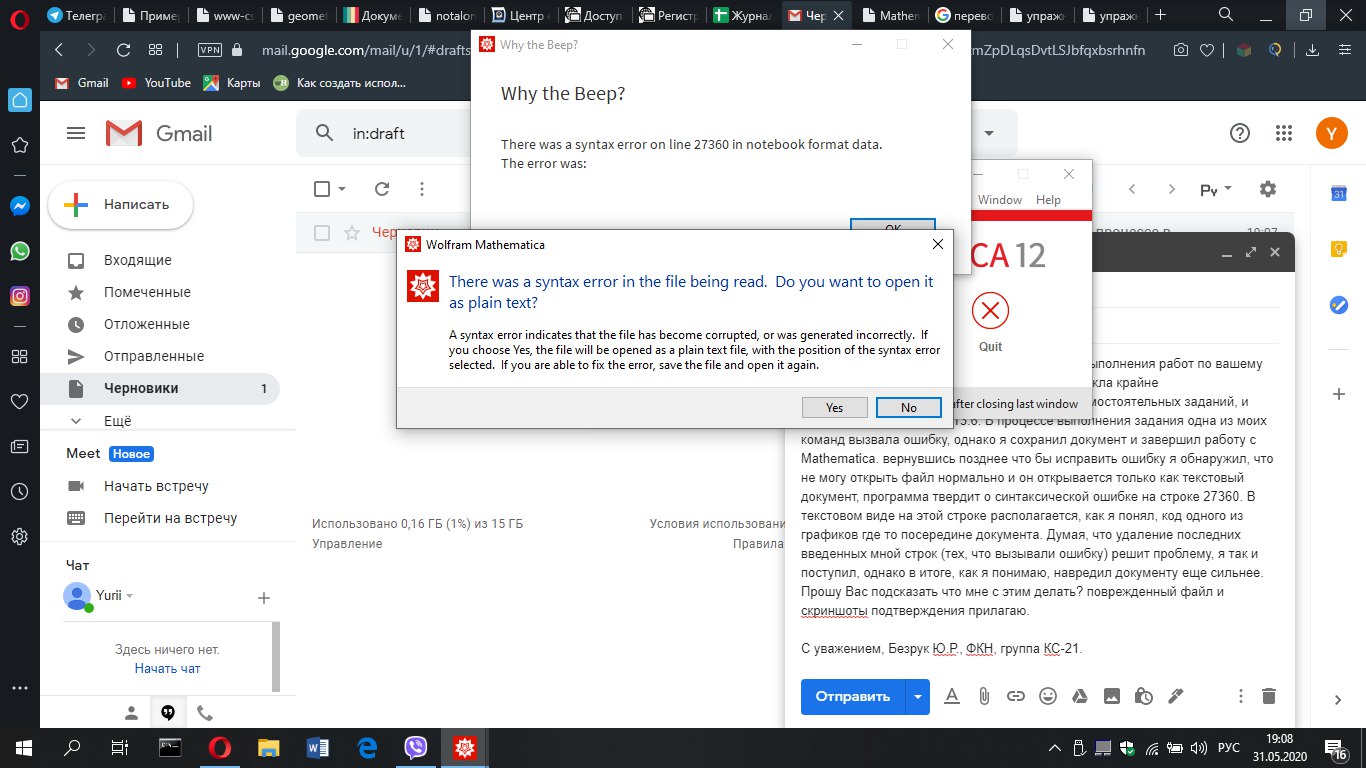 Телегра
Пример
www-cs
geomet
Докуме
notalon
Центр
Доступ
Регистр
Журнал
Чер
Mathem
перево
упражн
упражн
VPN
mail.google.com/mail/u/1/#drafts
mZpDLqsDvtLSJbfqxbsrhnfn
Gmail
YouTube
Карты
Как создать испол...
Why the Beep?
Why the Beep?
There was a syntax error on line 27360 in notebook format data.
The error was:
OK
Gmail
in:draft
Y
Написать
Ру
31
Window Help
CA 12
Quit
after closing last window
Входящие
Помеченные
Отложенные
Отправленные
Черновики 1
Ещё
Wolfram Mathematica
There was a syntax error in the file being read. Do you want to open it
as plain text?
A syntax error indicates that the file has become corrupted, or was generated incorrectly. If
you choose Yes, the file will be opened as a plain text file, with the position of the syntax error
selected. If you are able to fix the error, save the file and open it again.
Yes
No
Meet Новое
Начать встречу
Перейти на встречу
Чат
Yurii
Здесь ничего нет.
Начать чат
Использовано 0,16 ГБ (1%) из 15 ГБ
Управление
Условия использовани
Правила
ыполнения работ по вашему
кла крайне
мостоятельных заданий, и
13.6. В процессе выполнения задания одна из моих
команд вызвала ошибку, однако я сохранил документ и завершил работу с
Mathematica. вернувшись позднее что бы исправить ошибку я обнаружил, что
не могу открыть файл нормально и он открывается только как текстовый
документ, программа твердит о синтаксической ошибке на строке 27360. В
текстовом виде на этой строке располагается, как я понял, код одного из
графиков где то посередине документа. Думая, что удаление последних
введенных мной строк (тех, что вызывали ошибку) решит проблему, я так и
поступил, однако в итоге, как я понимаю, навредил документу еще сильнее.
Прошу Вас подсказать что мне с этим делать? поврежденный файл и
скриншоты подтверждения прилагаю.
С уважением, Безрук Ю.Р., ФКН, группа КС-21.
Отправить
РУС
19:08
31.05.2020
16